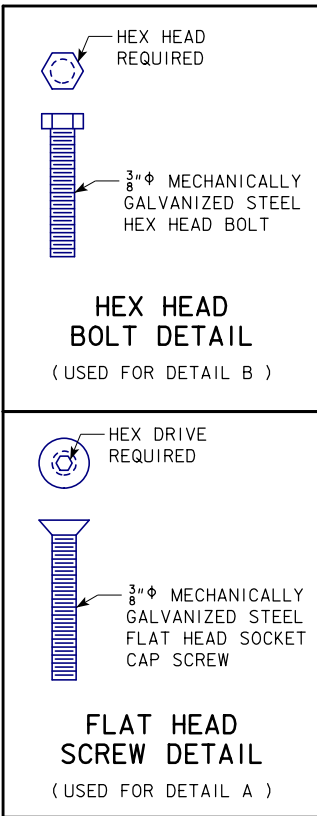 HEX HEAD
REQUIRED
3/8"ϕ MECHANICALLY
GALVANIZED STEEL
HEX HEAD BOLT
HEX HEAD
BOLT DETAIL
( USED FOR DETAIL B )
HEX DRIVE
REQUIRED
3/8"ϕ MECHANICALLY
GALVANIZED STEEL
FLAT HEAD SOCKET
CAP SCREW
FLAT HEAD
SCREW DETAIL
( USED FOR DETAIL A )